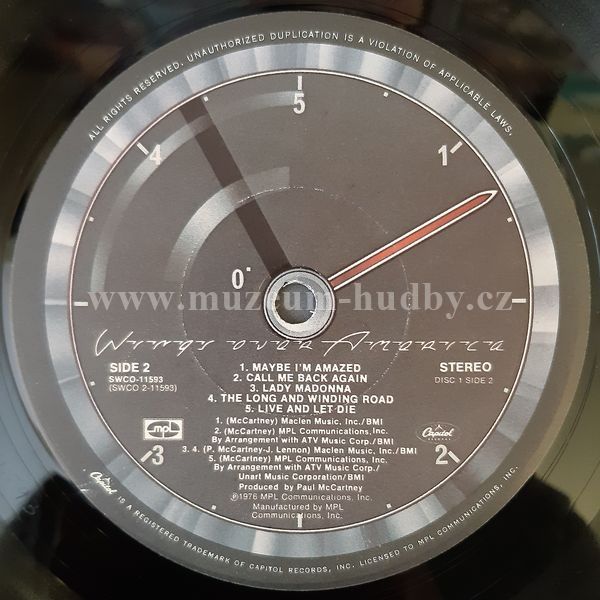 ALL RIGHTS RESERVED. UNAUTHORIZED DUPLICATION IS A VIOLATION OF APPLICABLE LAWS.
5
4
1
0
www.muzeum-hudby.cz
Wings over America
SIDE 2
SWCO-11593
(SWCO 2-11593)
1. MAYBE I'M AMAZED
2. CALL ME BACK AGAIN
3. LADY MADONNA
4. THE LONG AND WINDING ROAD
5. LIVE AND LET DIE
STEREO
DISC 1 SIDE 2
mpl
Capitol
RECORDS
3
2
1. (McCartney) Maclen Music, Inc./BMI
2. (McCartney) MPL Communications, Inc.
By Arrangement with ATV Music Corp./BMI
3. 4. (P. McCartney-J. Lennon) Maclen Music, Inc./BMI
5. (McCartney) MPL Communications, Inc.
By Arrangement with ATV Music Corp./
Unart Music Corporation/BMI
Produced by Paul McCartney
℗1976 MPL Communications, Inc.
Manufactured by MPL
Communications, Inc.
Capitol IS A REGISTERED TRADEMARK OF CAPITOL RECORDS, INC. LICENSED TO MPL COMMUNICATIONS, INC.